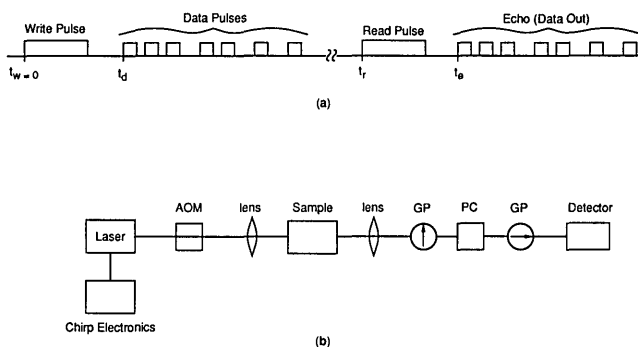 Write Pulse
Data Pulses
Read Pulse
Echo (Data Out)
t_w = 0
t_d
t_r
t_e
(a)
AOM
lens
Sample
lens
GP
PC
GP
Detector
Laser
Chirp Electronics
(b)